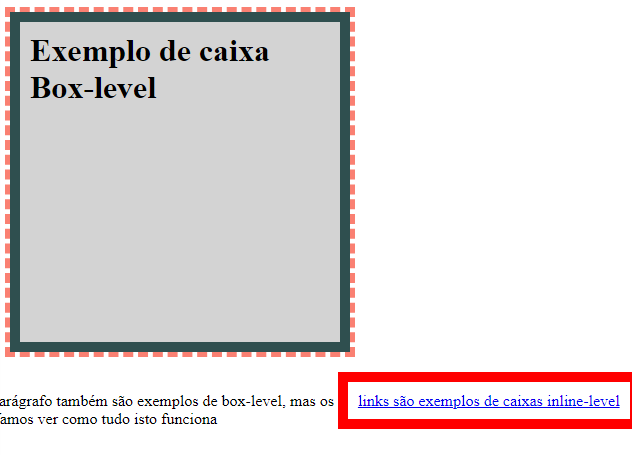 Exemplo de caixa
Box-level
arágrafo também são exemplos de box-level, mas os links são exemplos de caixas inline-level
amos ver como tudo isto funciona